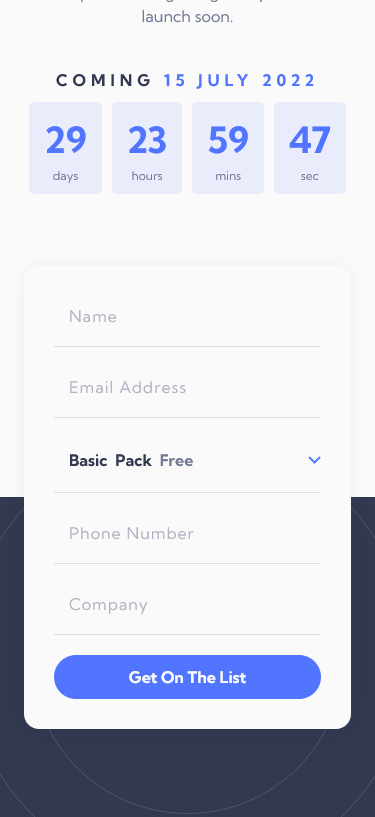 launch soon.
COMING 15 JULY 2022
29 23 59 47
days hours mins sec
Name
Email Address
Basic Pack Free
Phone Number
Company
Get On The List